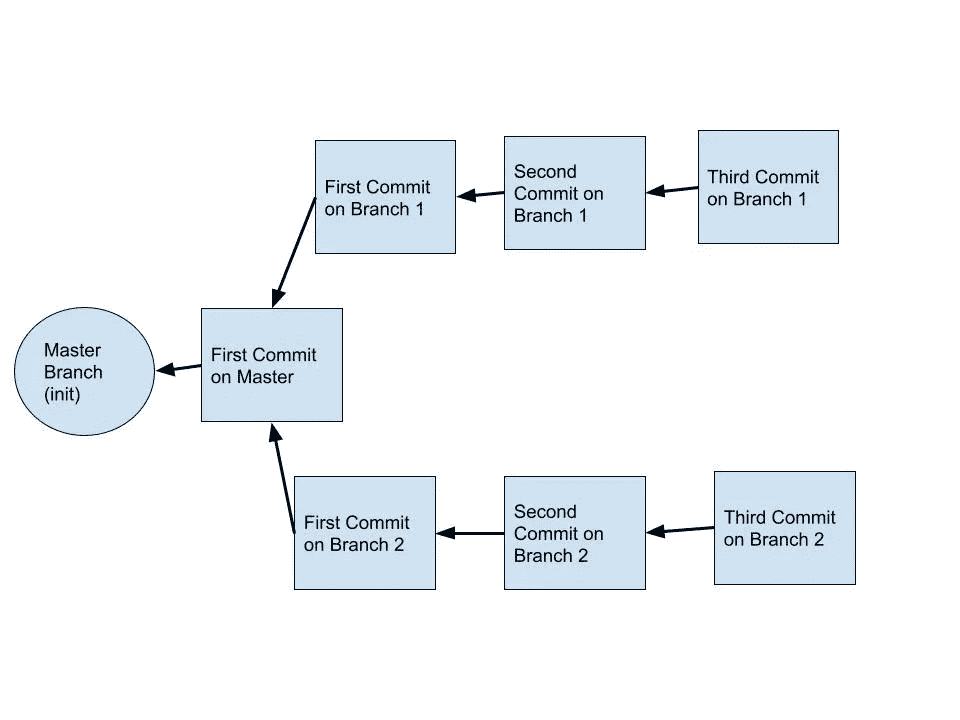 First Commit
on Branch 1
Second
Commit on
Branch 1
Third Commit
on Branch 1
Master
Branch
(init)
First Commit
on Master
First Commit
on Branch 2
Second
Commit on
Branch 2
Third Commit
on Branch 2